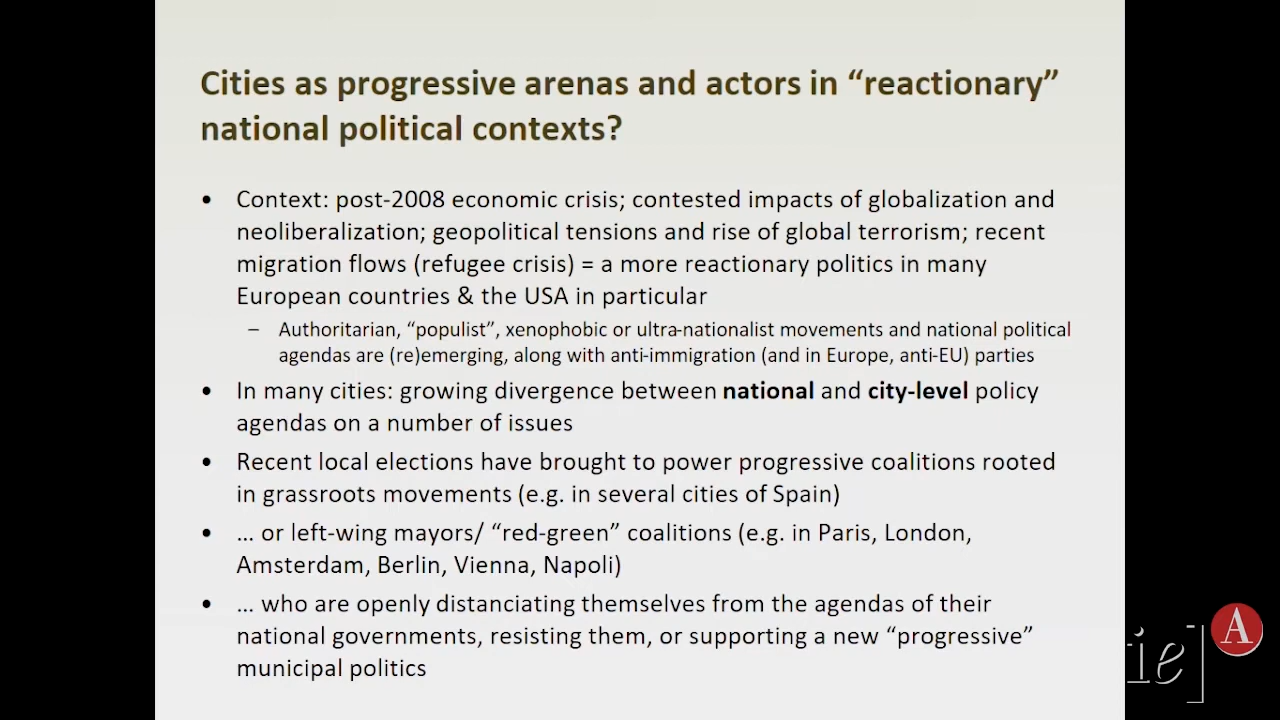 Cities as progressive arenas and actors in “reactionary”
national political contexts?
• Context: post-2008 economic crisis; contested impacts of globalization and
neoliberalization; geopolitical tensions and rise of global terrorism; recent
migration flows (refugee crisis) = a more reactionary politics in many
European countries & the USA in particular
– Authoritarian, “populist”, xenophobic or ultra-nationalist movements and national political
agendas are (re)emerging, along with anti-immigration (and in Europe, anti-EU) parties
• In many cities: growing divergence between national and city-level policy
agendas on a number of issues
• Recent local elections have brought to power progressive coalitions rooted
in grassroots movements (e.g. in several cities of Spain)
• … or left-wing mayors/ “red-green” coalitions (e.g. in Paris, London,
Amsterdam, Berlin, Vienna, Napoli)
• … who are openly distanciating themselves from the agendas of their
national governments, resisting them, or supporting a new “progressive”
municipal politics
ie]
A